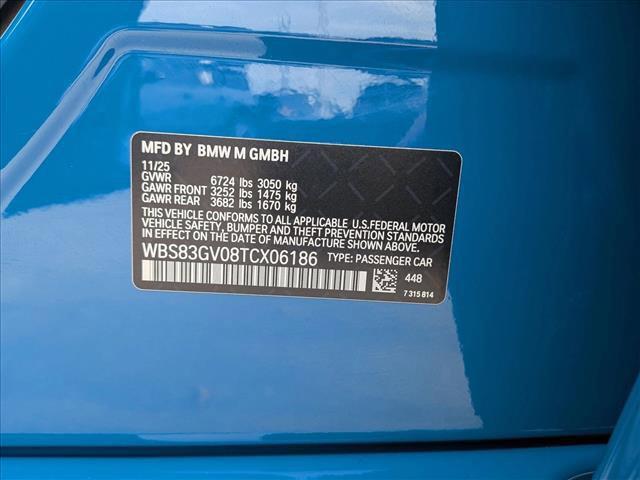 MFD BY BMW M GMBH
11/25
GVWR 6724 lbs 3050 kg
GAWR FRONT 3252 lbs 1475 kg
GAWR REAR 3682 lbs 1670 kg
THIS VEHICLE CONFORMS TO ALL APPLICABLE U.S.FEDERAL MOTOR
VEHICLE SAFETY, BUMPER AND THEFT PREVENTION STANDARDS
IN EFFECT ON THE DATE OF MANUFACTURE SHOWN ABOVE.
WBS83GV08TCX06186 TYPE: PASSENGER CAR
448
7 315 814